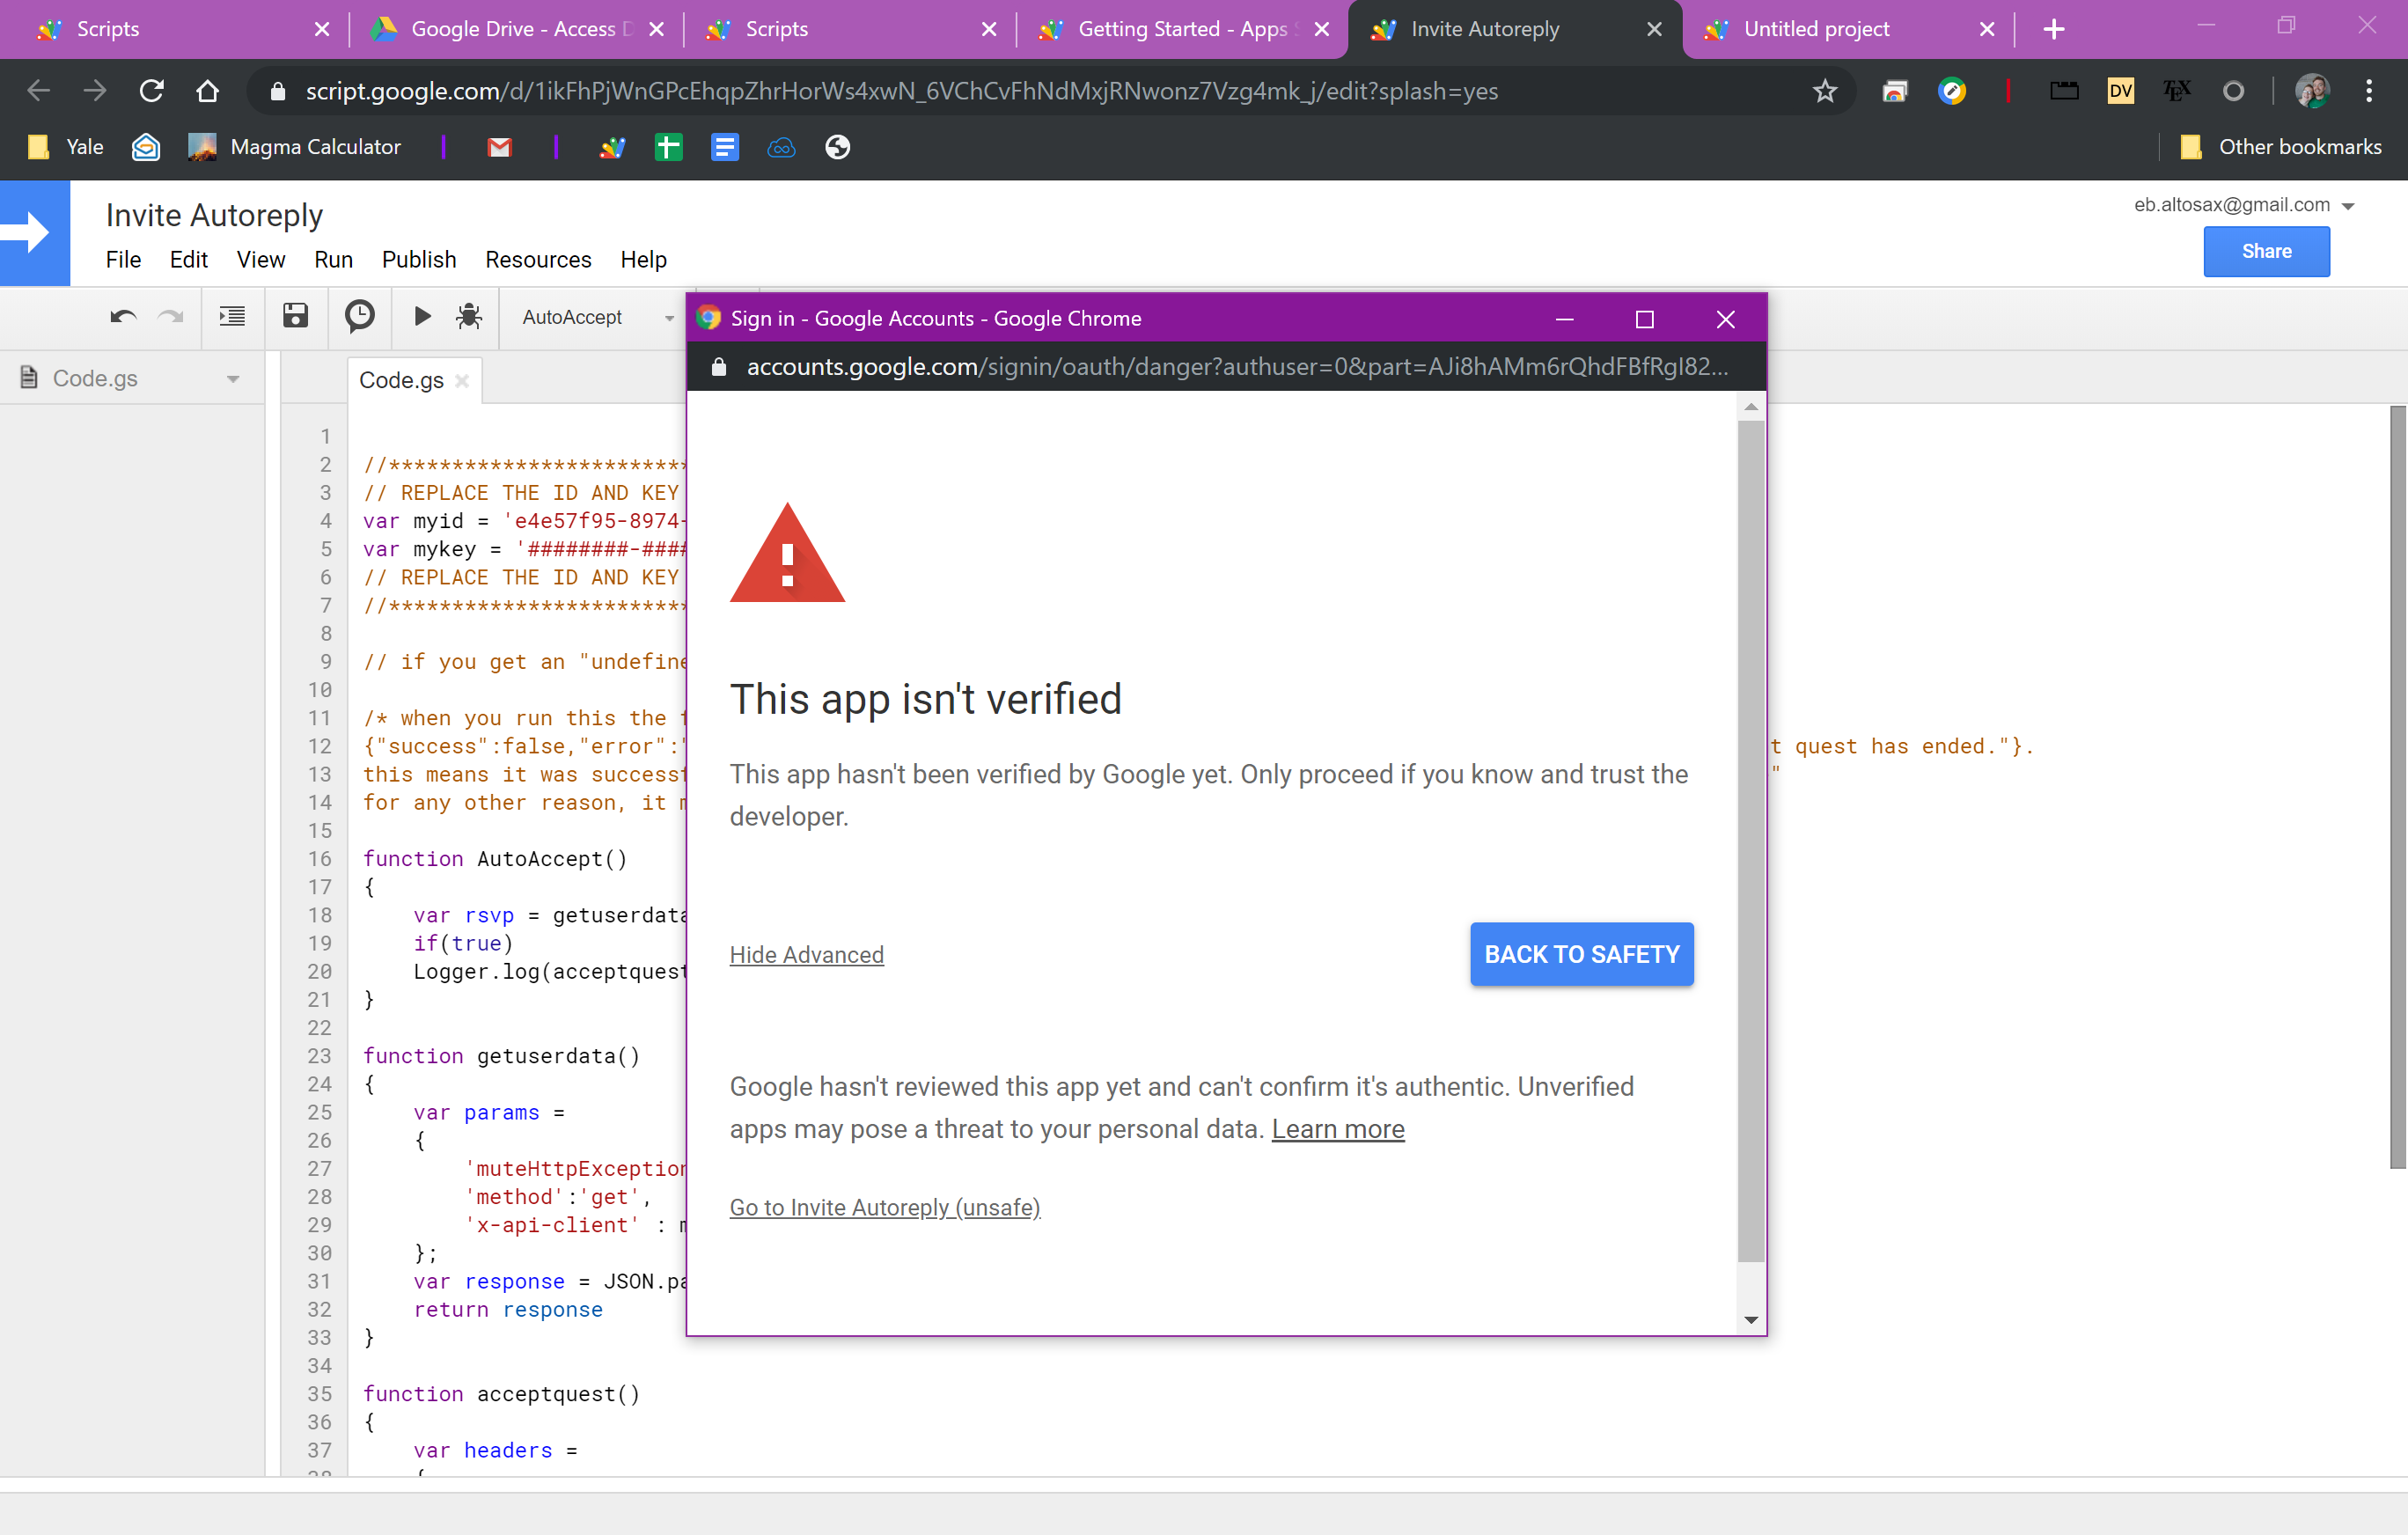 Scripts
Google Drive - Access D
Scripts
Getting Started - Apps S
Invite Autoreply
Untitled project
script.google.com/d/1ikFhPjWnGPcEhqpZhrHorWs4xwN_6VChCvFhNdMxjRNwonz7Vzg4mk_j/edit?splash=yes
DV
TEX
Yale
Magma Calculator
Other bookmarks
Invite Autoreply
eb.altosax@gmail.com
File Edit View Run Publish Resources Help
Share
AutoAccept
Code.gs
Code.gs
1
2 //************************
3 // REPLACE THE ID AND KEY
4 var myid = 'e4e57f95-8974-
5 var mykey = '########-####
6 // REPLACE THE ID AND KEY
7 //************************
8
9 // if you get an "undefine
10
11 /* when you run this the f
12 {"success":false,"error":" t quest has ended."}.
13 this means it was successf "
14 for any other reason, it m
15
16 function AutoAccept()
17 {
18 var rsvp = getuserdata
19 if(true)
20 Logger.log(acceptquest
21 }
22
23 function getuserdata()
24 {
25 var params =
26 {
27 'muteHttpException
28 'method':'get',
29 'x-api-client' : m
30 };
31 var response = JSON.pa
32 return response
33 }
34
35 function acceptquest()
36 {
37 var headers =
38 {
Sign in - Google Accounts - Google Chrome
accounts.google.com/signin/oauth/danger?authuser=0&part=AJi8hAMm6rQhdFBfRgI82...
This app isn't verified
This app hasn't been verified by Google yet. Only proceed if you know and trust the
developer.
Hide Advanced
BACK TO SAFETY
Google hasn't reviewed this app yet and can't confirm it's authentic. Unverified
apps may pose a threat to your personal data. Learn more
Go to Invite Autoreply (unsafe)